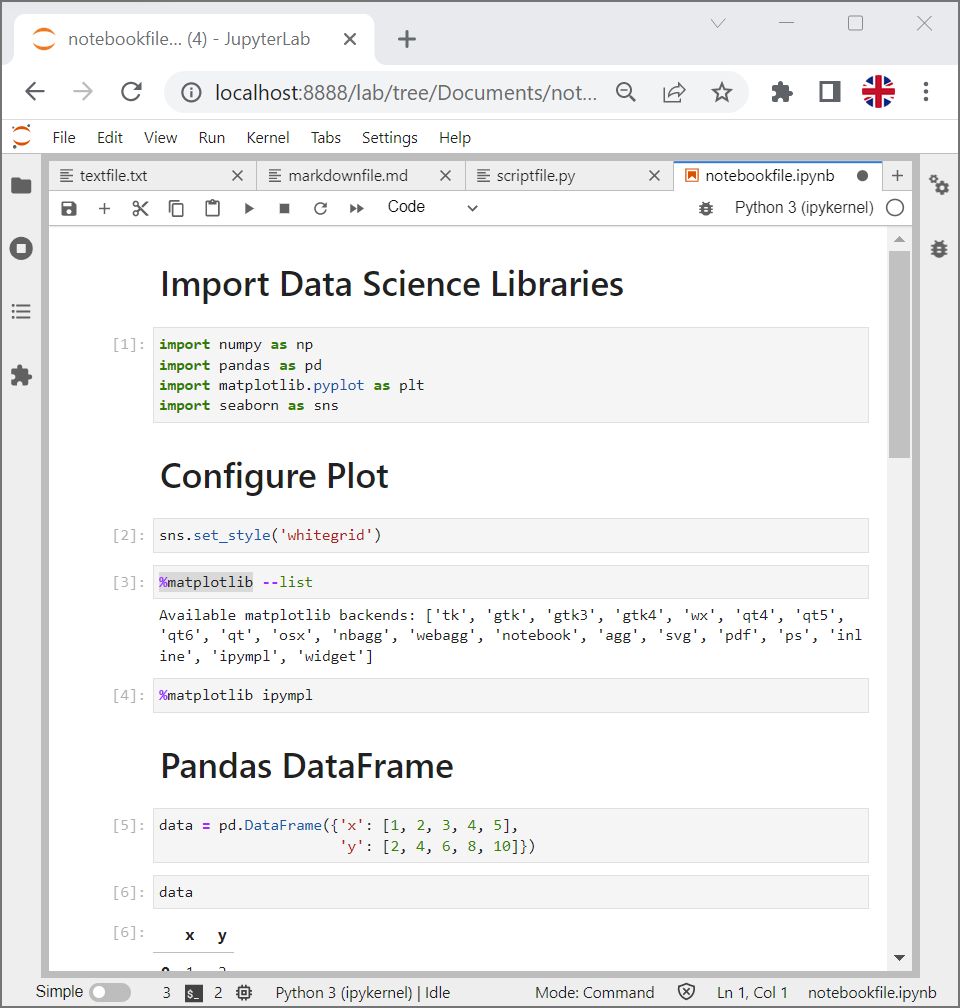 notebookfile... (4) - JupyterLab
localhost:8888/lab/tree/Documents/not...
File Edit View Run Kernel Tabs Settings Help
textfile.txt markdownfile.md scriptfile.py notebookfile.ipynb
Code Python 3 (ipykernel)
Import Data Science Libraries
[1]: import numpy as np
import pandas as pd
import matplotlib.pyplot as plt
import seaborn as sns
Configure Plot
[2]: sns.set_style('whitegrid')
[3]: %matplotlib --list
Available matplotlib backends: ['tk', 'gtk', 'gtk3', 'gtk4', 'wx', 'qt4', 'qt5',
'qt6', 'qt', 'osx', 'nbagg', 'webagg', 'notebook', 'agg', 'svg', 'pdf', 'ps', 'inl
ine', 'ipympl', 'widget']
[4]: %matplotlib ipympl
Pandas DataFrame
[5]: data = pd.DataFrame({'x': [1, 2, 3, 4, 5],
'y': [2, 4, 6, 8, 10]})
[6]: data
[6]: x y
Simple 3 $_ 2 Python 3 (ipykernel) | Idle Mode: Command Ln 1, Col 1 notebookfile.ipynb